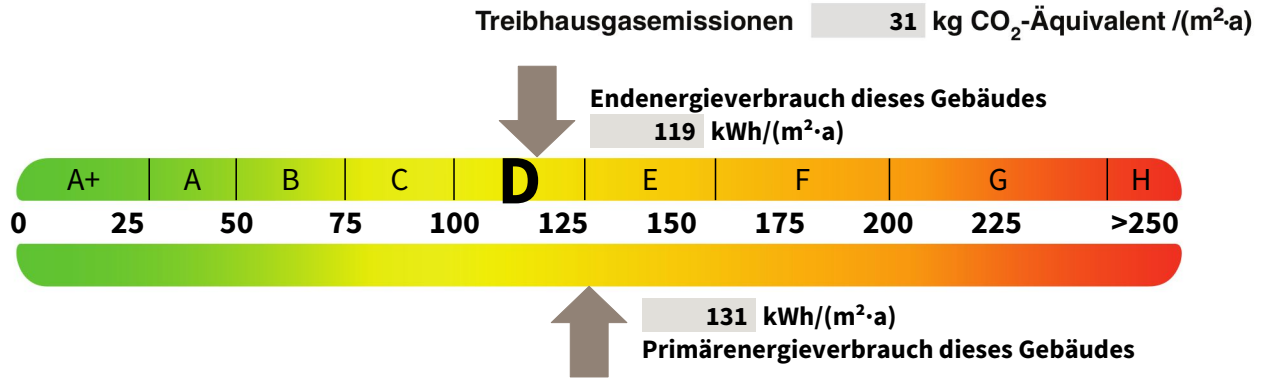 Treibhausgasemissionen 31 kg CO₂-Äquivalent /(m²·a)
Endenergieverbrauch dieses Gebäudes
119 kWh/(m²·a)
A+ A B C D E F G H
0 25 50 75 100 125 150 175 200 225 >250
131 kWh/(m²·a)
Primärenergieverbrauch dieses Gebäudes